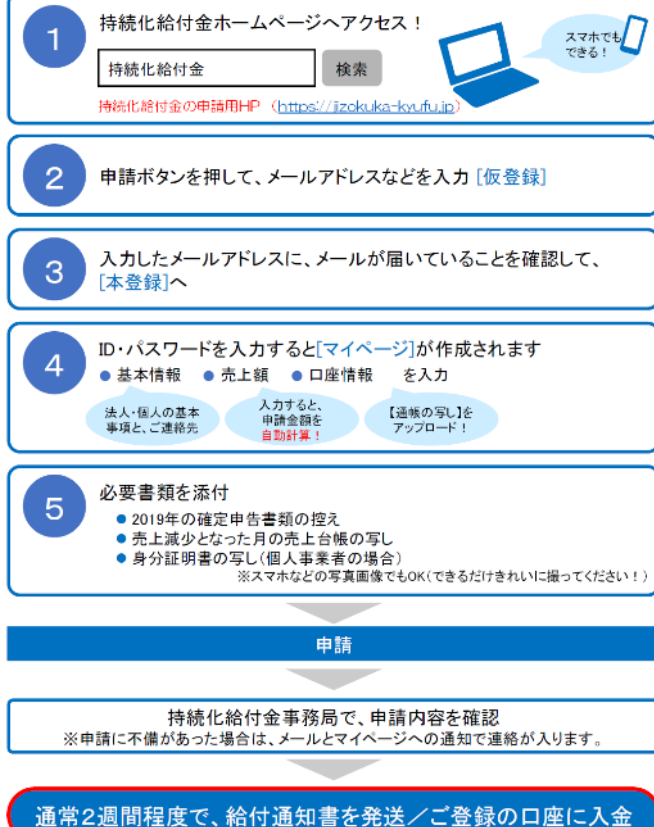 1
持続化給付金ホームページへアクセス！
持続化給付金
検索
スマホでも
できる！
持続化給付金の申請用HP （https://jizokuka-kyufu.jp）
2
申請ボタンを押して、メールアドレスなどを入力 [仮登録]
3
入力したメールアドレスに、メールが届いていることを確認して、
[本登録]へ
4
ID・パスワードを入力すると[マイページ]が作成されます
● 基本情報 ● 売上額 ● 口座情報 を入力
法人・個人の基本
事項と、ご連絡先
入力すると、
申請金額を
自動計算！
【通帳の写し】を
アップロード！
5
必要書類を添付
● 2019年の確定申告書類の控え
● 売上減少となった月の売上台帳の写し
● 身分証明書の写し（個人事業者の場合）
※スマホなどの写真画像でもOK（できるだけきれいに撮ってください！）
申請
持続化給付金事務局で、申請内容を確認
※申請に不備があった場合は、メールとマイページへの通知で連絡が入ります。
通常２週間程度で、給付通知書を発送／ご登録の口座に入金